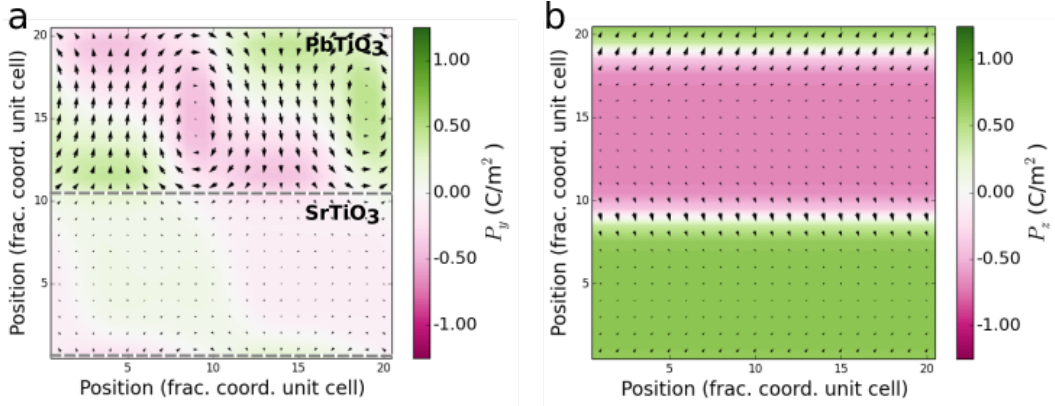 a
b
20
15
10
5
Position (frac. coord. unit cell)
PbTiO3
SrTiO3
5
10
15
20
Position (frac. coord. unit cell)
1.00
0.50
0.00
-0.50
-1.00
P_y (C/m²)
20
15
10
5
Position (frac. coord. unit cell)
5
10
15
20
Position (frac. coord. unit cell)
1.00
0.50
0.00
-0.50
-1.00
P_z (C/m²)